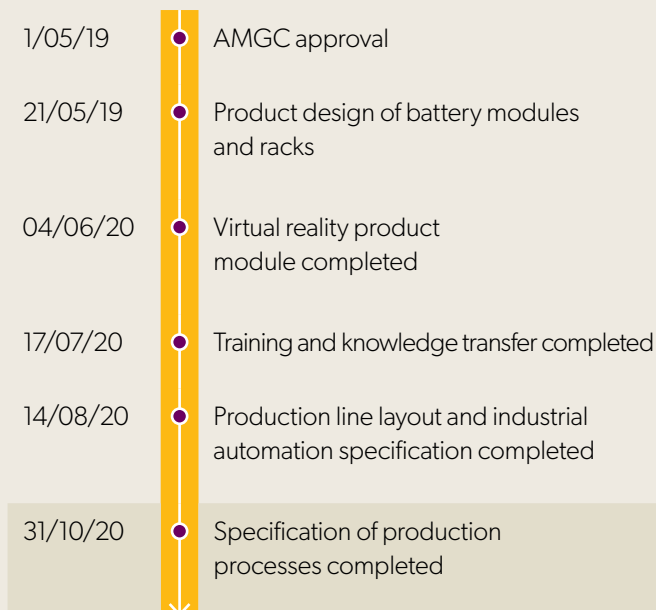 1/05/19 AMGC approval
21/05/19 Product design of battery modules
and racks
04/06/20 Virtual reality product
module completed
17/07/20 Training and knowledge transfer completed
14/08/20 Production line layout and industrial
automation specification completed
31/10/20 Specification of production
processes completed